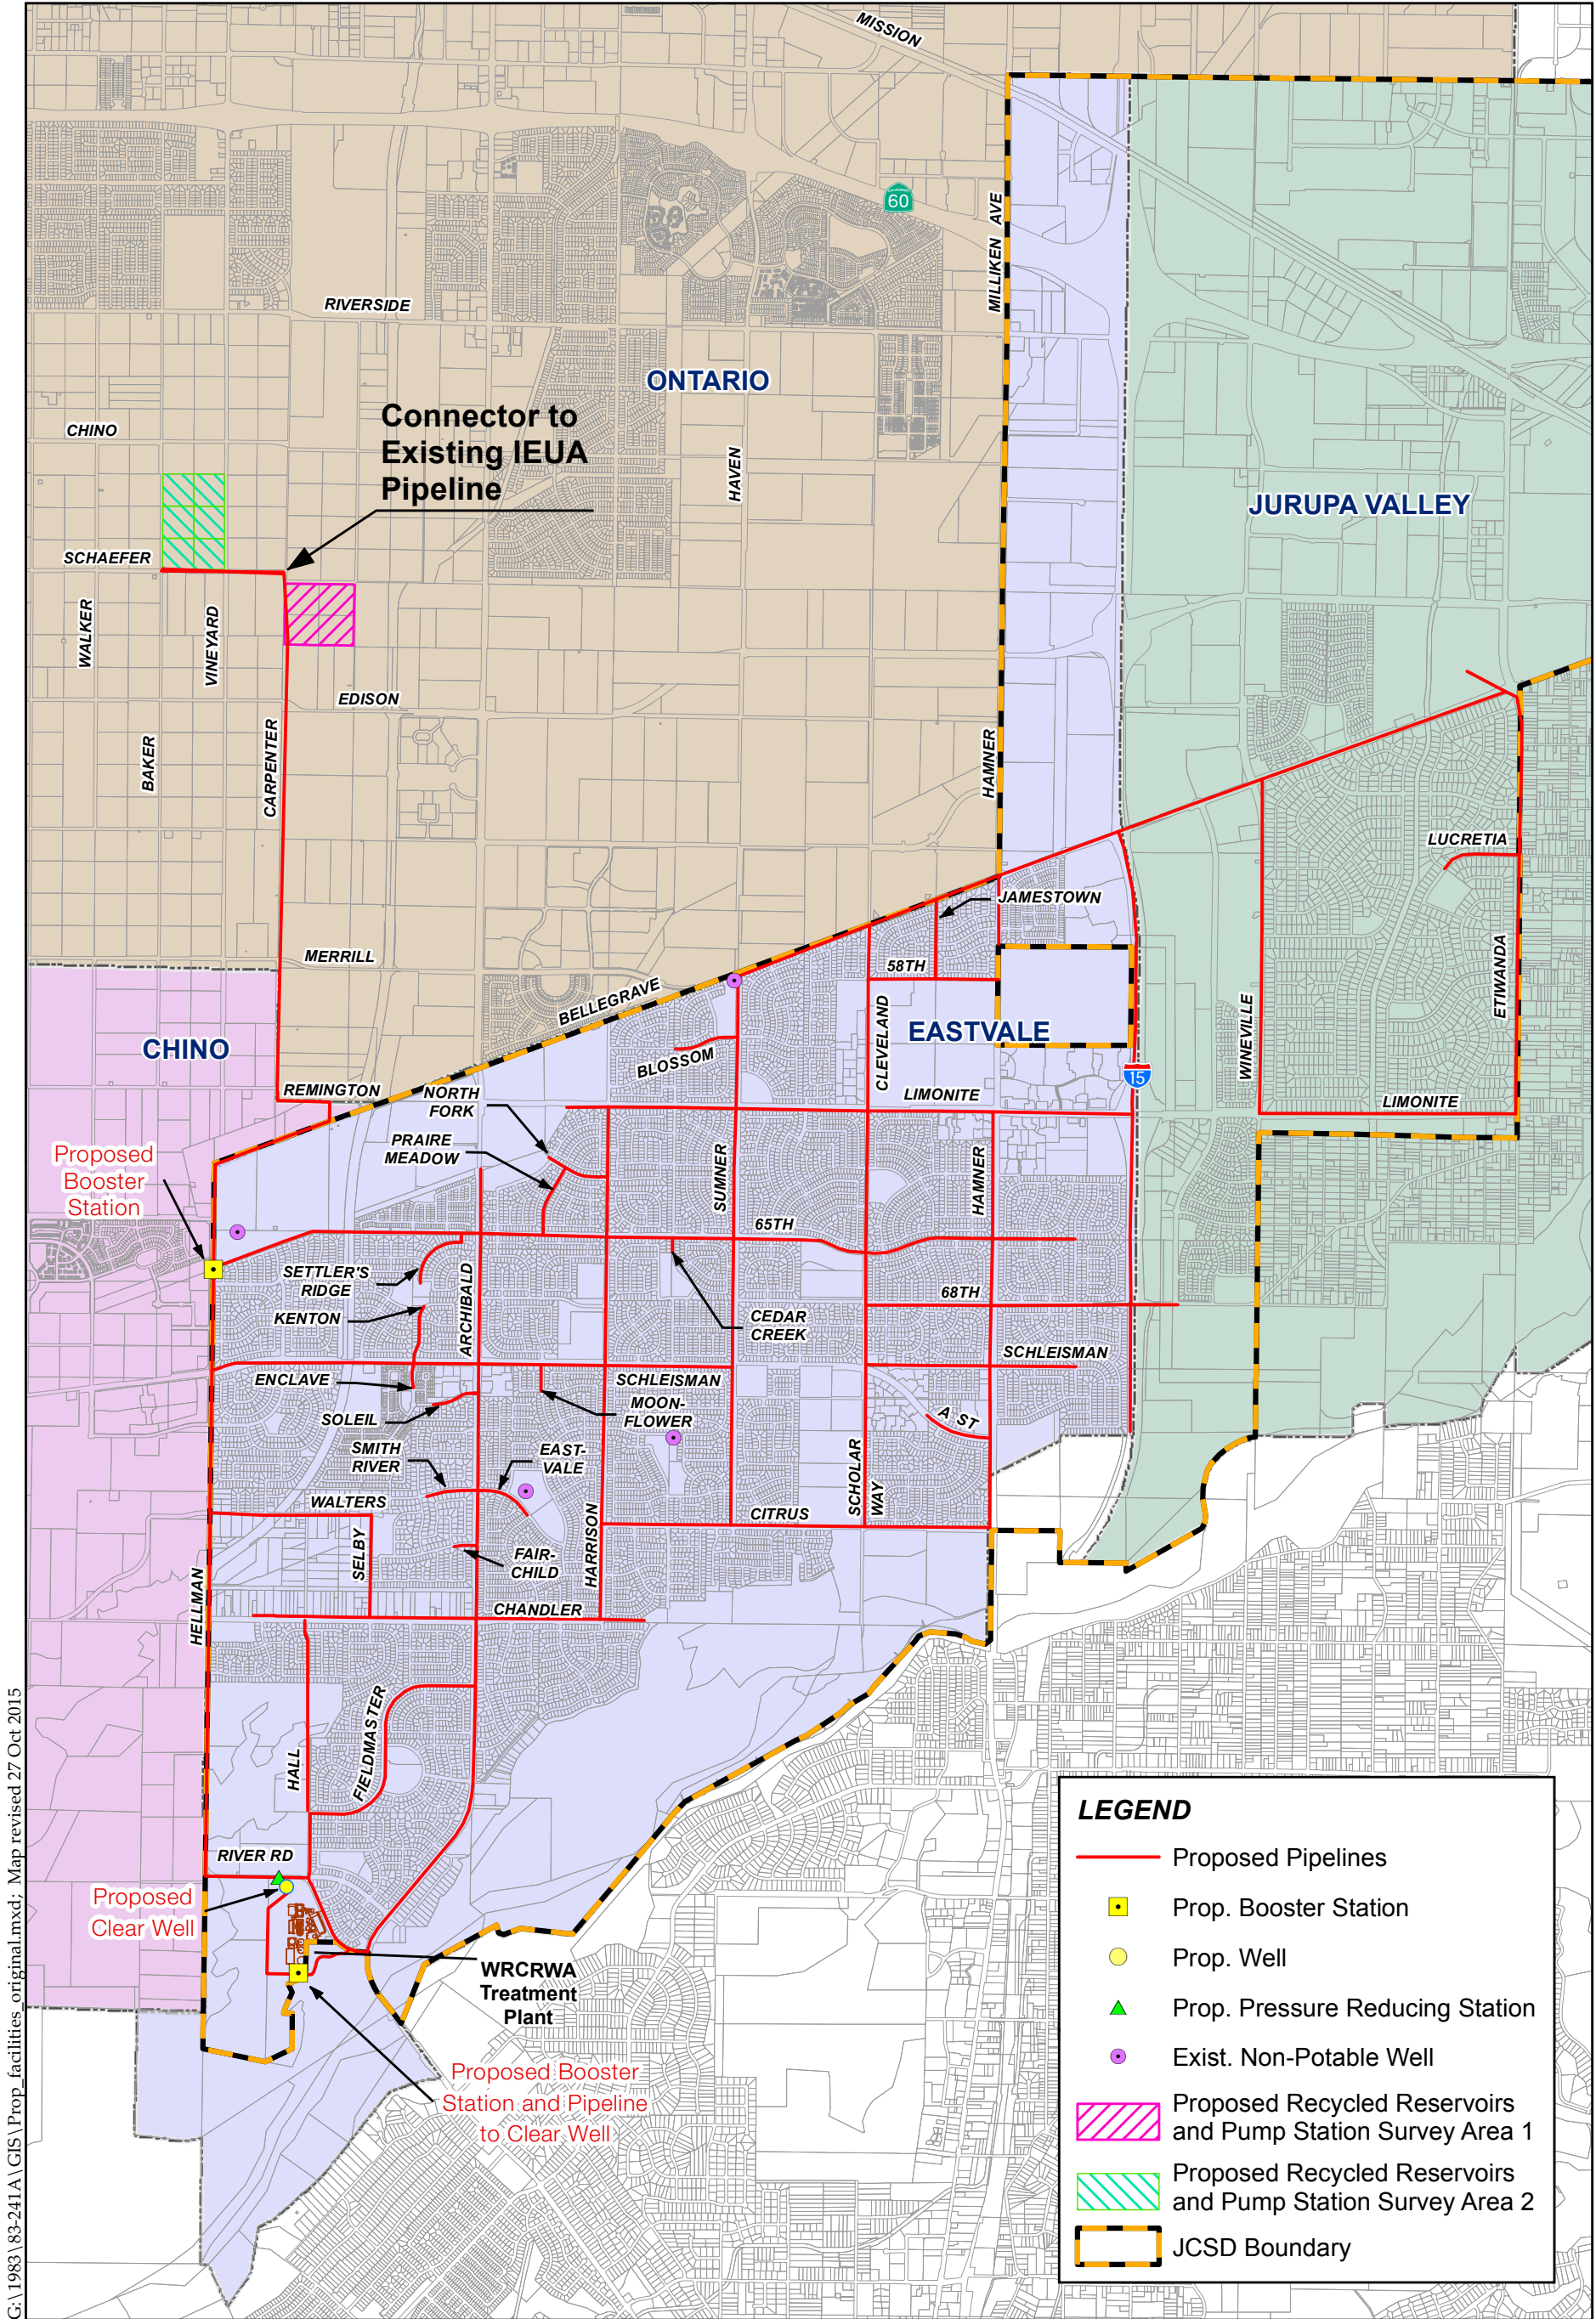 MISSION
CALIFORNIA
60
MILLIKEN AVE
RIVERSIDE
ONTARIO
Connector to
Existing IEUA
Pipeline
CHINO
HAVEN
JURUPA VALLEY
SCHAEFER
WALKER
VINEYARD
EDISON
BAKER
CARPENTER
HAMNER
LUCRETIA
JAMESTOWN
MERRILL
58TH
BELLEGRAVE
ETIWANDA
CHINO
BLOSSOM
CLEVELAND
EASTVALE
WINEVILLE
15
REMINGTON
NORTH
FORK
LIMONITE
LIMONITE
PRAIRE
MEADOW
Proposed
Booster
Station
SUMNER
HAMNER
65TH
SETTLER'S
RIDGE
ARCHIBALD
68TH
KENTON
CEDAR
CREEK
SCHLEISMAN
ENCLAVE
SCHLEISMAN
SOLEIL
MOON-
FLOWER
A ST
SMITH
RIVER
EAST-
VALE
SCHOLAR
WAY
WALTERS
CITRUS
SELBY
HARRISON
FAIR-
CHILD
HELLMAN
CHANDLER
FIELDMASTER
HALL
RIVER RD
Proposed
Clear Well
WRCRWA
Treatment
Plant
Proposed Booster
Station and Pipeline
to Clear Well
LEGEND
Proposed Pipelines
Prop. Booster Station
Prop. Well
Prop. Pressure Reducing Station
Exist. Non-Potable Well
Proposed Recycled Reservoirs
and Pump Station Survey Area 1
Proposed Recycled Reservoirs
and Pump Station Survey Area 2
JCSD Boundary
G:\1983\83-241A\GIS\Prop_facilities_original.mxd; Map revised 27 Oct 2015